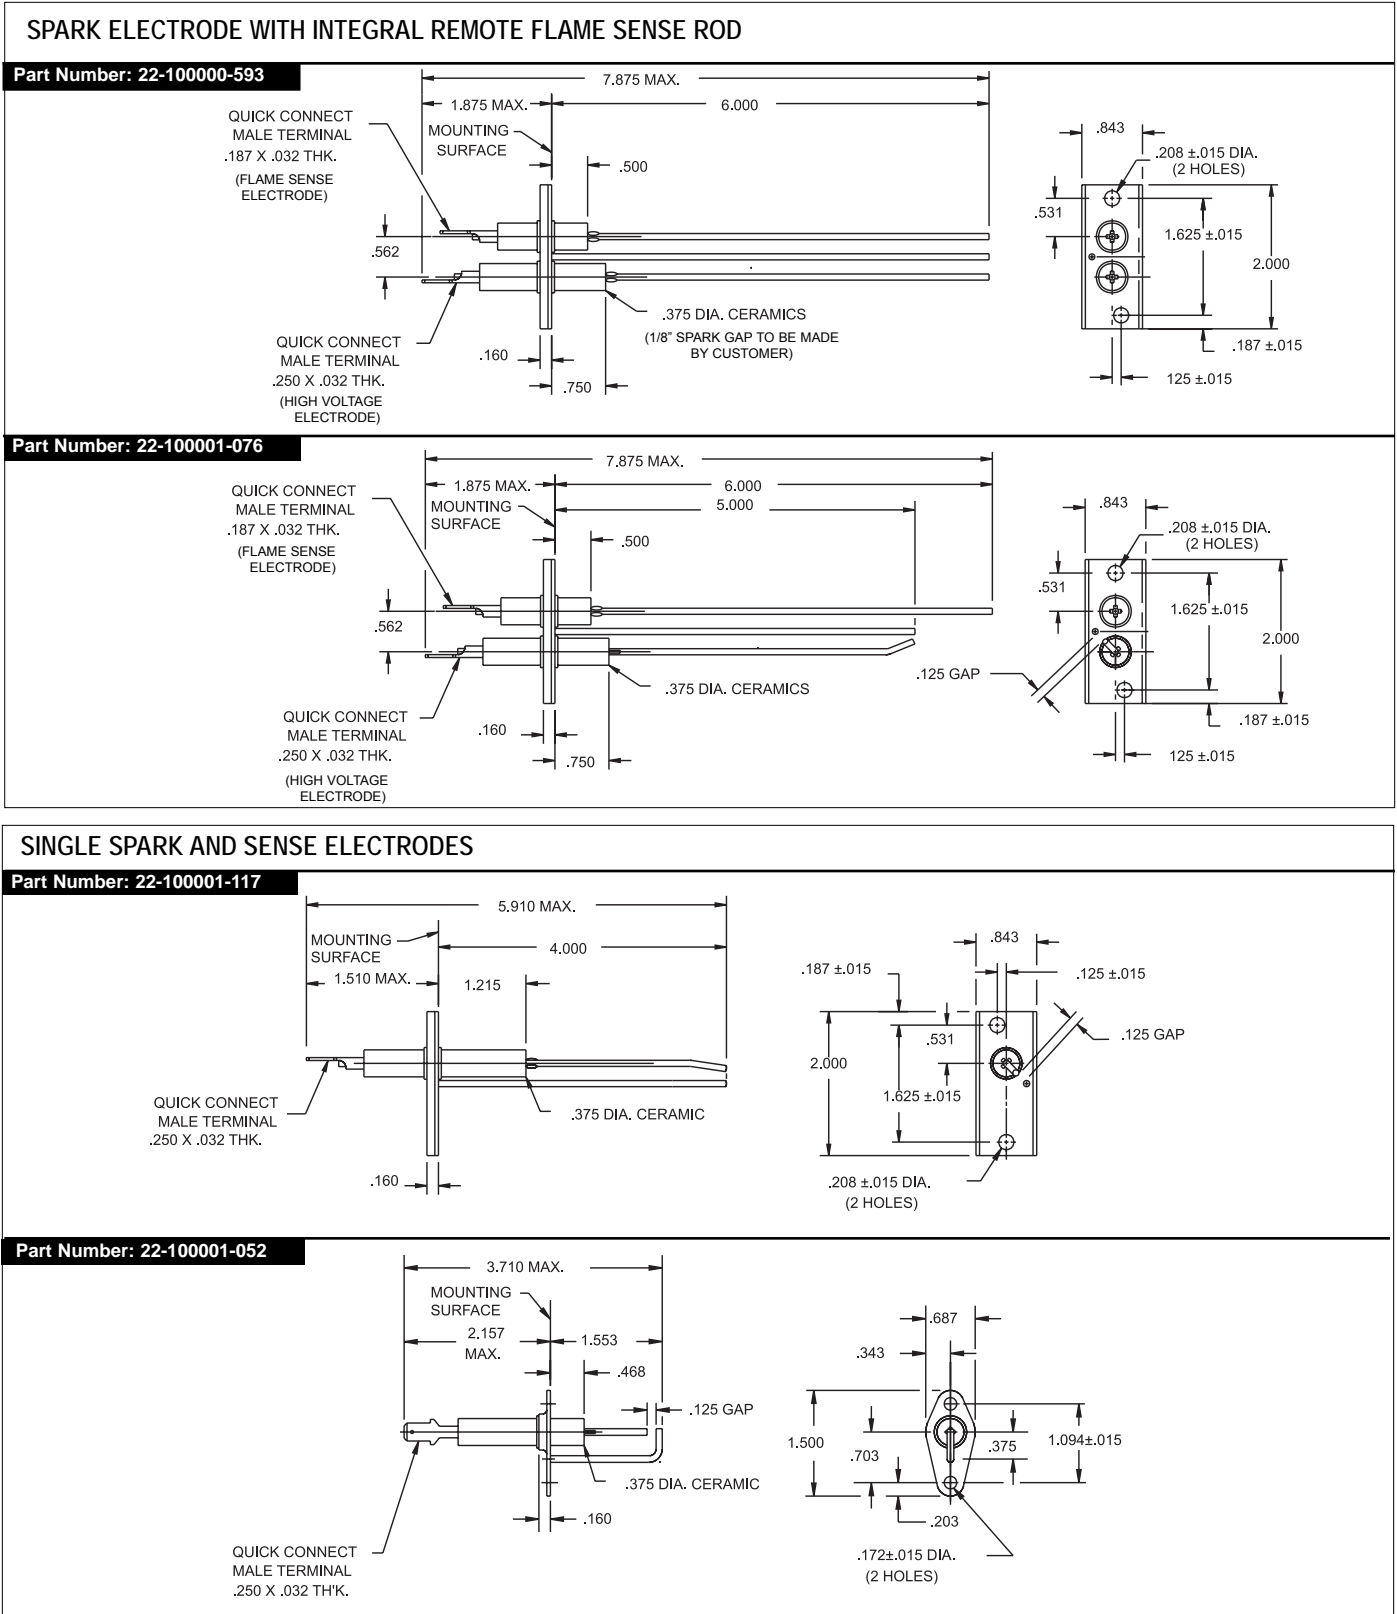 SPARK ELECTRODE WITH INTEGRAL REMOTE FLAME SENSE ROD
Part Number: 22-100000-593
7.875 MAX.
1.875 MAX.
6.000
QUICK CONNECT
MALE TERMINAL
.187 X .032 THK.
(FLAME SENSE
ELECTRODE)
MOUNTING
SURFACE
.500
.562
.375 DIA. CERAMICS
(1/8" SPARK GAP TO BE MADE
BY CUSTOMER)
QUICK CONNECT
MALE TERMINAL
.250 X .032 THK.
(HIGH VOLTAGE
ELECTRODE)
.160
.750
.843
.208 ±.015 DIA.
(2 HOLES)
.531
1.625 ±.015
2.000
.187 ±.015
125 ±.015
Part Number: 22-100001-076
7.875 MAX.
1.875 MAX.
6.000
5.000
QUICK CONNECT
MALE TERMINAL
.187 X .032 THK.
(FLAME SENSE
ELECTRODE)
MOUNTING
SURFACE
.500
.562
.375 DIA. CERAMICS
QUICK CONNECT
MALE TERMINAL
.250 X .032 THK.
(HIGH VOLTAGE
ELECTRODE)
.160
.750
.843
.208 ±.015 DIA.
(2 HOLES)
.531
1.625 ±.015
2.000
.125 GAP
.187 ±.015
125 ±.015
SINGLE SPARK AND SENSE ELECTRODES
Part Number: 22-100001-117
5.910 MAX.
MOUNTING
SURFACE
4.000
1.510 MAX.
1.215
QUICK CONNECT
MALE TERMINAL
.250 X .032 THK.
.375 DIA. CERAMIC
.160
.843
.187 ±.015
.125 ±.015
.531
.125 GAP
2.000
1.625 ±.015
.208 ±.015 DIA.
(2 HOLES)
Part Number: 22-100001-052
3.710 MAX.
MOUNTING
SURFACE
2.157
MAX.
1.553
.468
.125 GAP
.375 DIA. CERAMIC
.160
QUICK CONNECT
MALE TERMINAL
.250 X .032 TH'K.
.687
.343
1.500
.703
.375
1.094±.015
.203
.172±.015 DIA.
(2 HOLES)